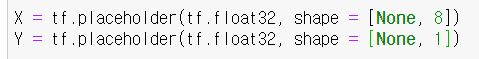 X = tf.placeholder(tf.float32, shape = [None, 8])
Y = tf.placeholder(tf.float32, shape = [None, 1])